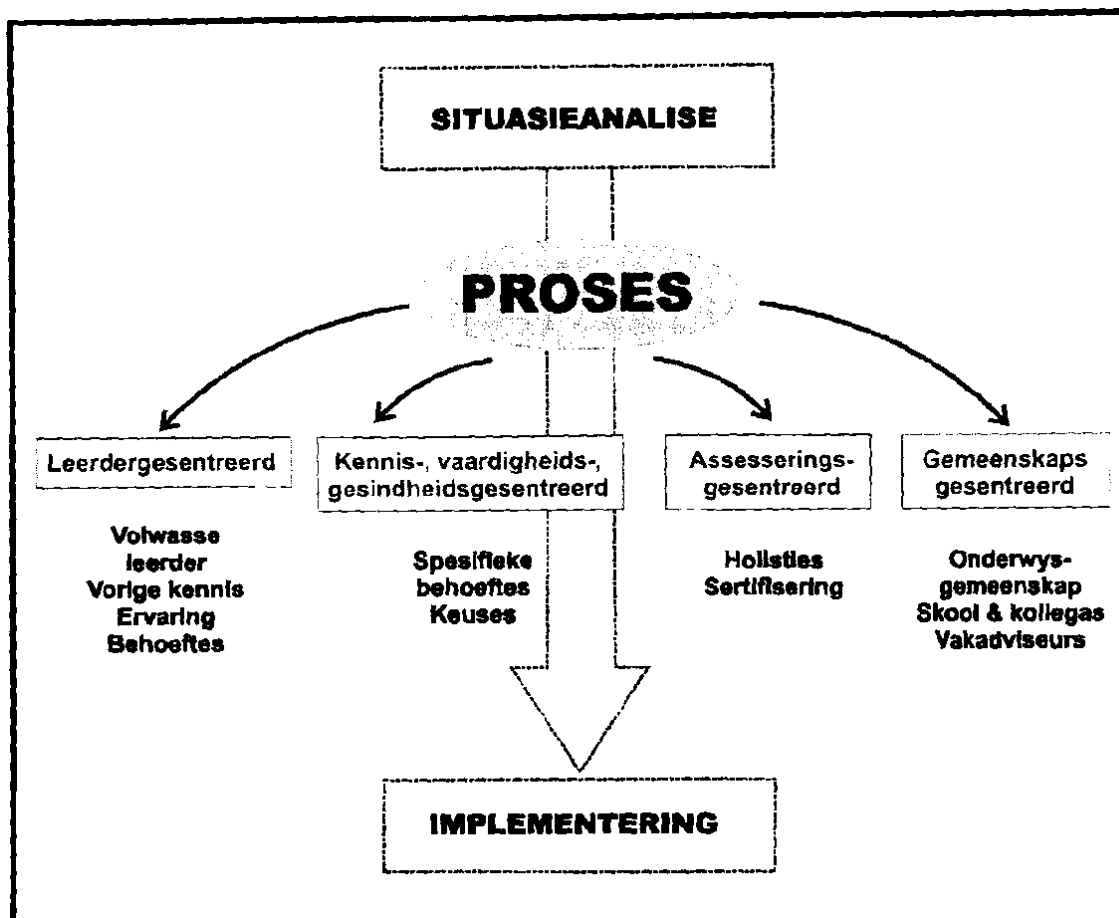 SITUASIEANALISE
PROSES
Leerdergesentreerd
Volwasse
leerder
Vorige kennis
Ervaring
Behoeftes
Kennis-, vaardigheids-,
gesindheidsgesentreerd
Spesifieke
behoeftes
Keuses
Assesserings-
gesentreerd
Holisties
Sertifisering
Gemeenskaps
gesentreerd
Onderwys-
gemeenskap
Skool & kollegas
Vakadviseurs
IMPLEMENTERING